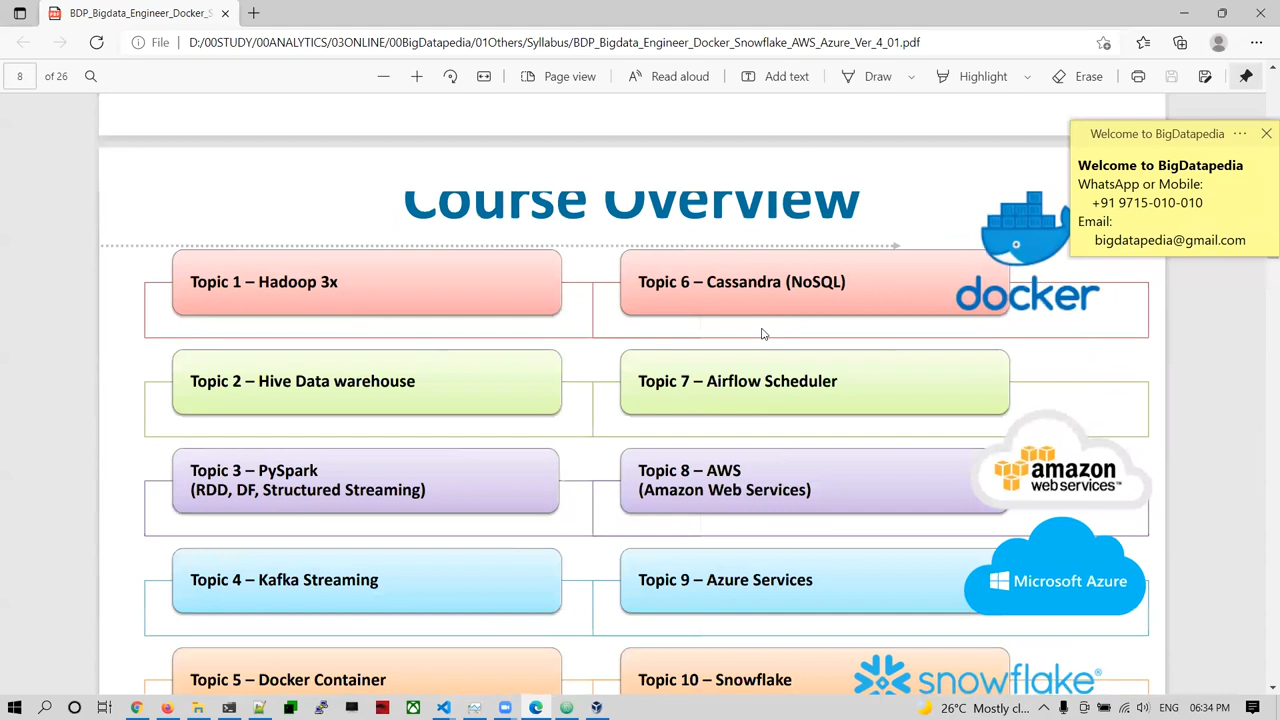 BDP_Bigdata_Engineer_Docker_S
File
D:/00STUDY/00ANALYTICS/03ONLINE/00BigDatapedia/01Others/Syllabus/BDP_Bigdata_Engineer_Docker_Snowflake_AWS_Azure_Ver_4_01.pdf
8 of 26
Page view
Read aloud
Add text
Draw
Highlight
Erase
Welcome to BigDatapedia
Welcome to BigDatapedia
WhatsApp or Mobile:
+91 9715-010-010
Email:
bigdatapedia@gmail.com
Course Overview
docker
Topic 1 – Hadoop 3x
Topic 6 – Cassandra (NoSQL)
Topic 2 – Hive Data warehouse
Topic 7 – Airflow Scheduler
Topic 3 – PySpark
(RDD, DF, Structured Streaming)
Topic 8 – AWS
(Amazon Web Services)
amazon
web services™
Topic 4 – Kafka Streaming
Topic 9 – Azure Services
Microsoft Azure
Topic 5 – Docker Container
Topic 10 – Snowflake
snowflake®
26°C Mostly cl...
ENG
06:34 PM